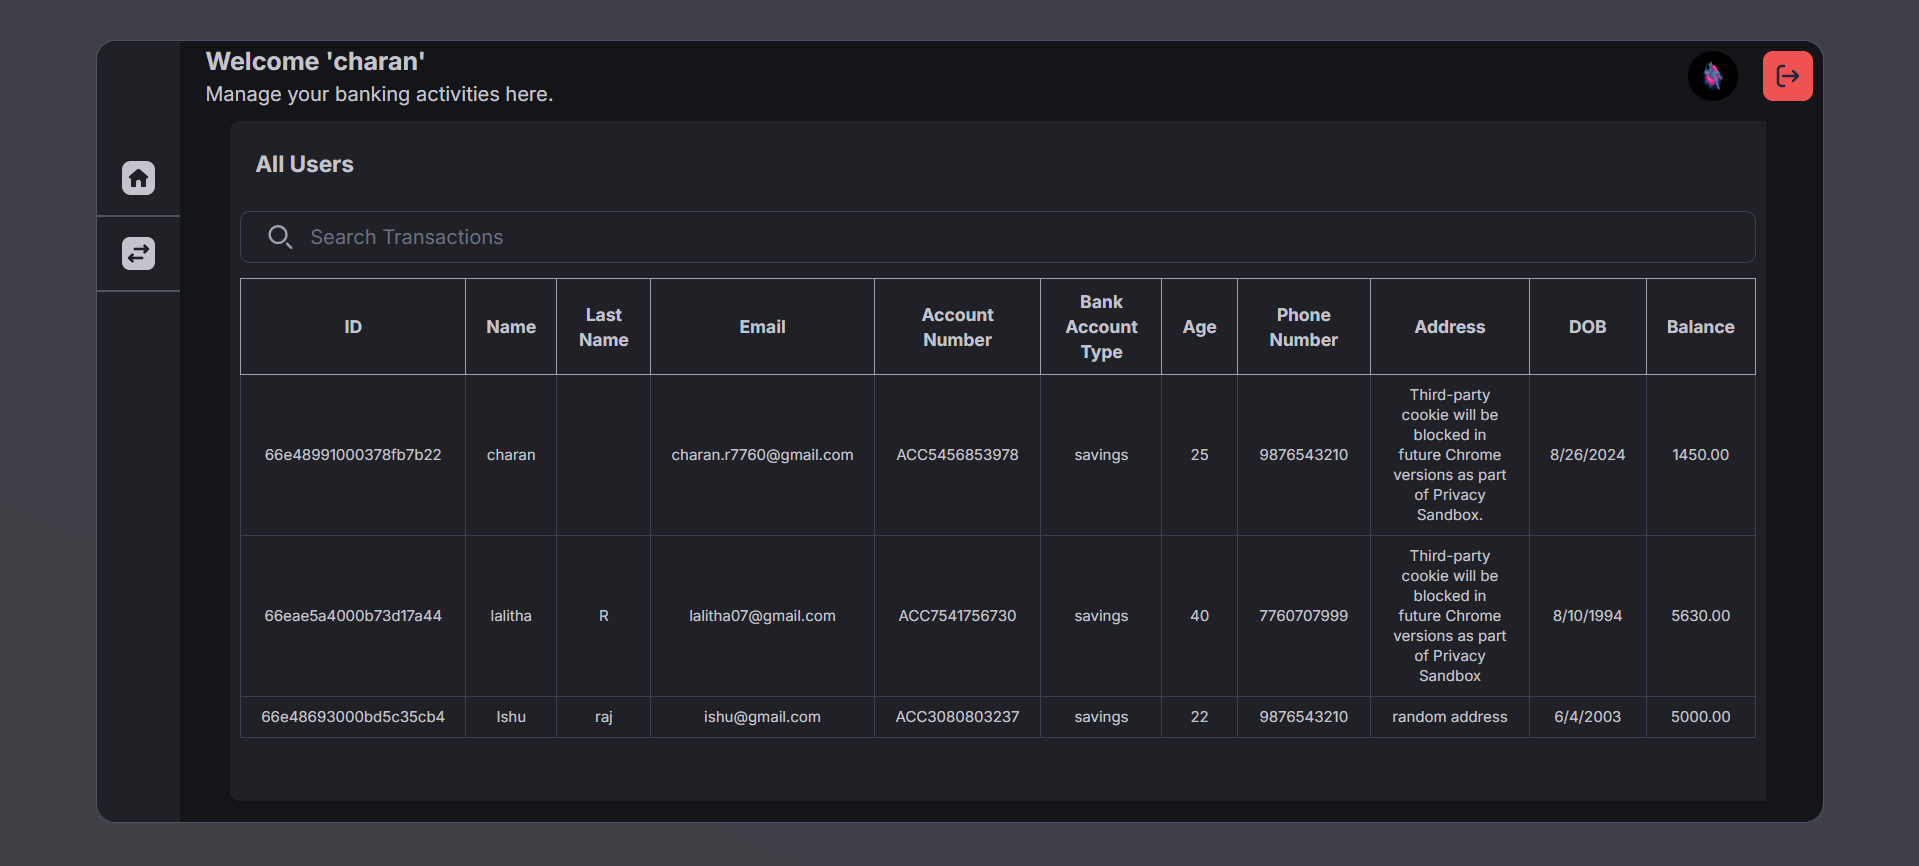 Welcome 'charan'
Manage your banking activities here.
All Users
Search Transactions
ID Name Last Name Email Account Number Bank Account Type Age Phone Number Address DOB Balance
66e48991000378fb7b22 charan charan.r7760@gmail.com ACC5456853978 savings 25 9876543210 Third-party cookie will be blocked in future Chrome versions as part of Privacy Sandbox. 8/26/2024 1450.00
66eae5a4000b73d17a44 lalitha R lalitha07@gmail.com ACC7541756730 savings 40 7760707999 Third-party cookie will be blocked in future Chrome versions as part of Privacy Sandbox 8/10/1994 5630.00
66e48693000bd5c35cb4 Ishu raj ishu@gmail.com ACC3080803237 savings 22 9876543210 random address 6/4/2003 5000.00